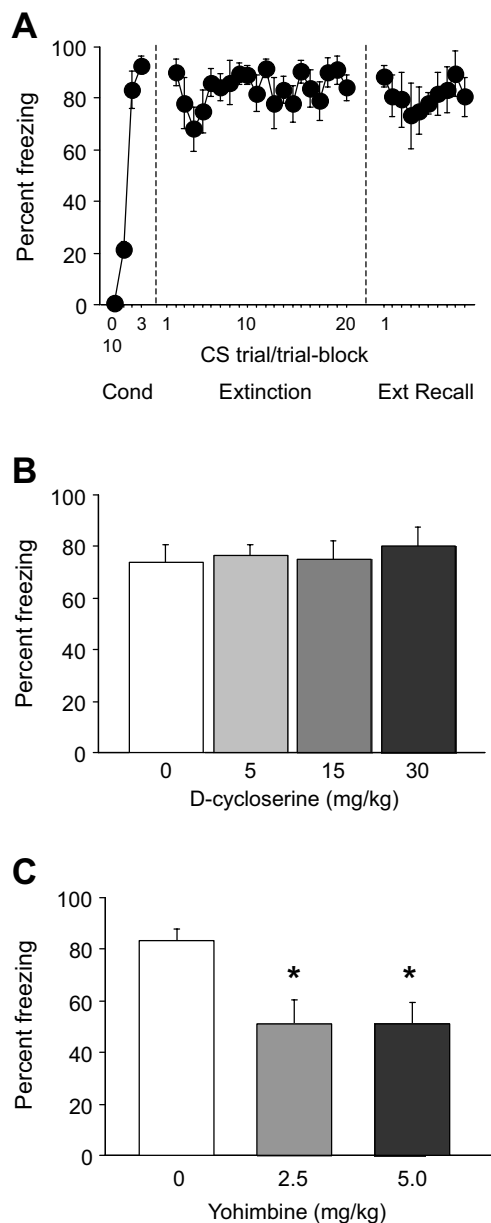 A
100
80
60
40
20
0
Percent freezing
0 3 1 10 20 1
10
CS trial/trial-block
Cond Extinction Ext Recall
B
100
80
60
40
20
0
Percent freezing
0 5 15 30
D-cycloserine (mg/kg)
C
100
80
60
40
20
0
Percent freezing
* *
0 2.5 5.0
Yohimbine (mg/kg)